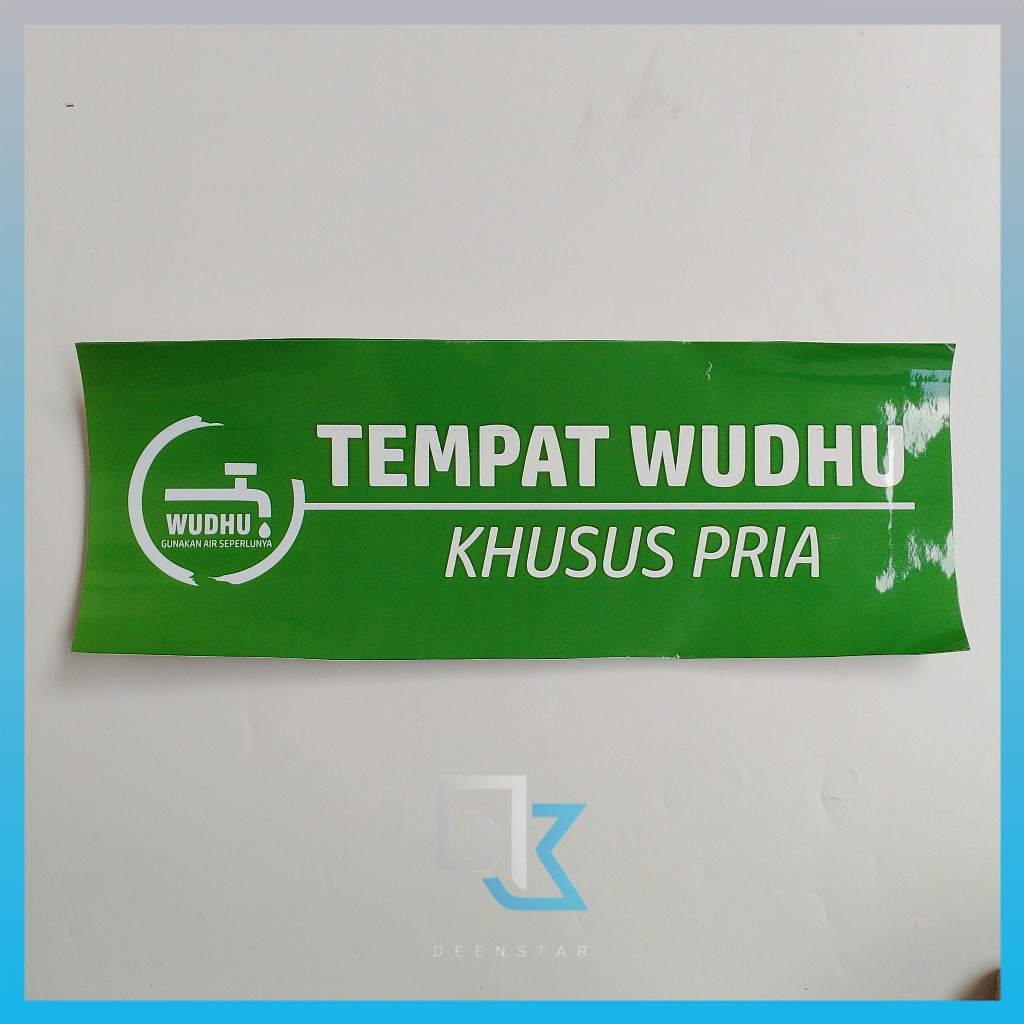 TEMPAT WUDHU
KHUSUS PRIA
WUDHU
GUNAKAN AIR SEPERLUNYA
DEENSTAR